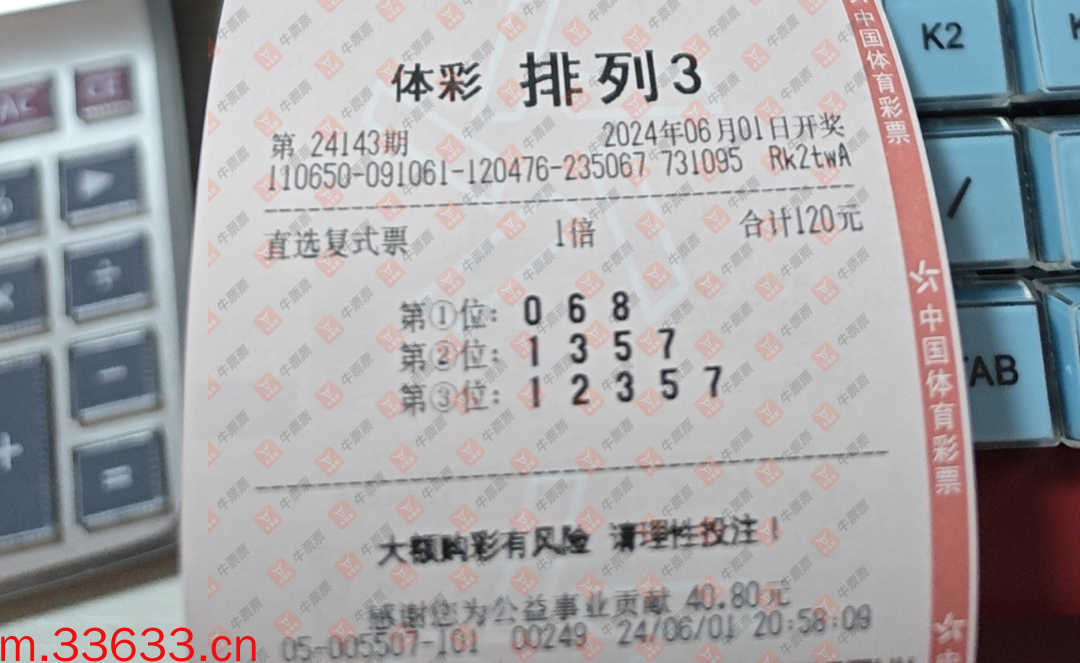 体彩 排列3
第 24143期 2024年06月01日开奖
110650-091061-120476-235067 731095 Rk2twA
直选复式票 1倍 合计120元
第①位: 0 6 8
第②位: 1 3 5 7
第③位: 1 2 3 5 7
大额购彩有风险 请理性投注!
感谢您为公益事业贡献 40.80元
05-005507-101 00249 24/06/01 20:58:09
中国体育彩票
中国体育彩票
K2
/
TAB
AC
CE
+
=
牛票票
m.33633.cn